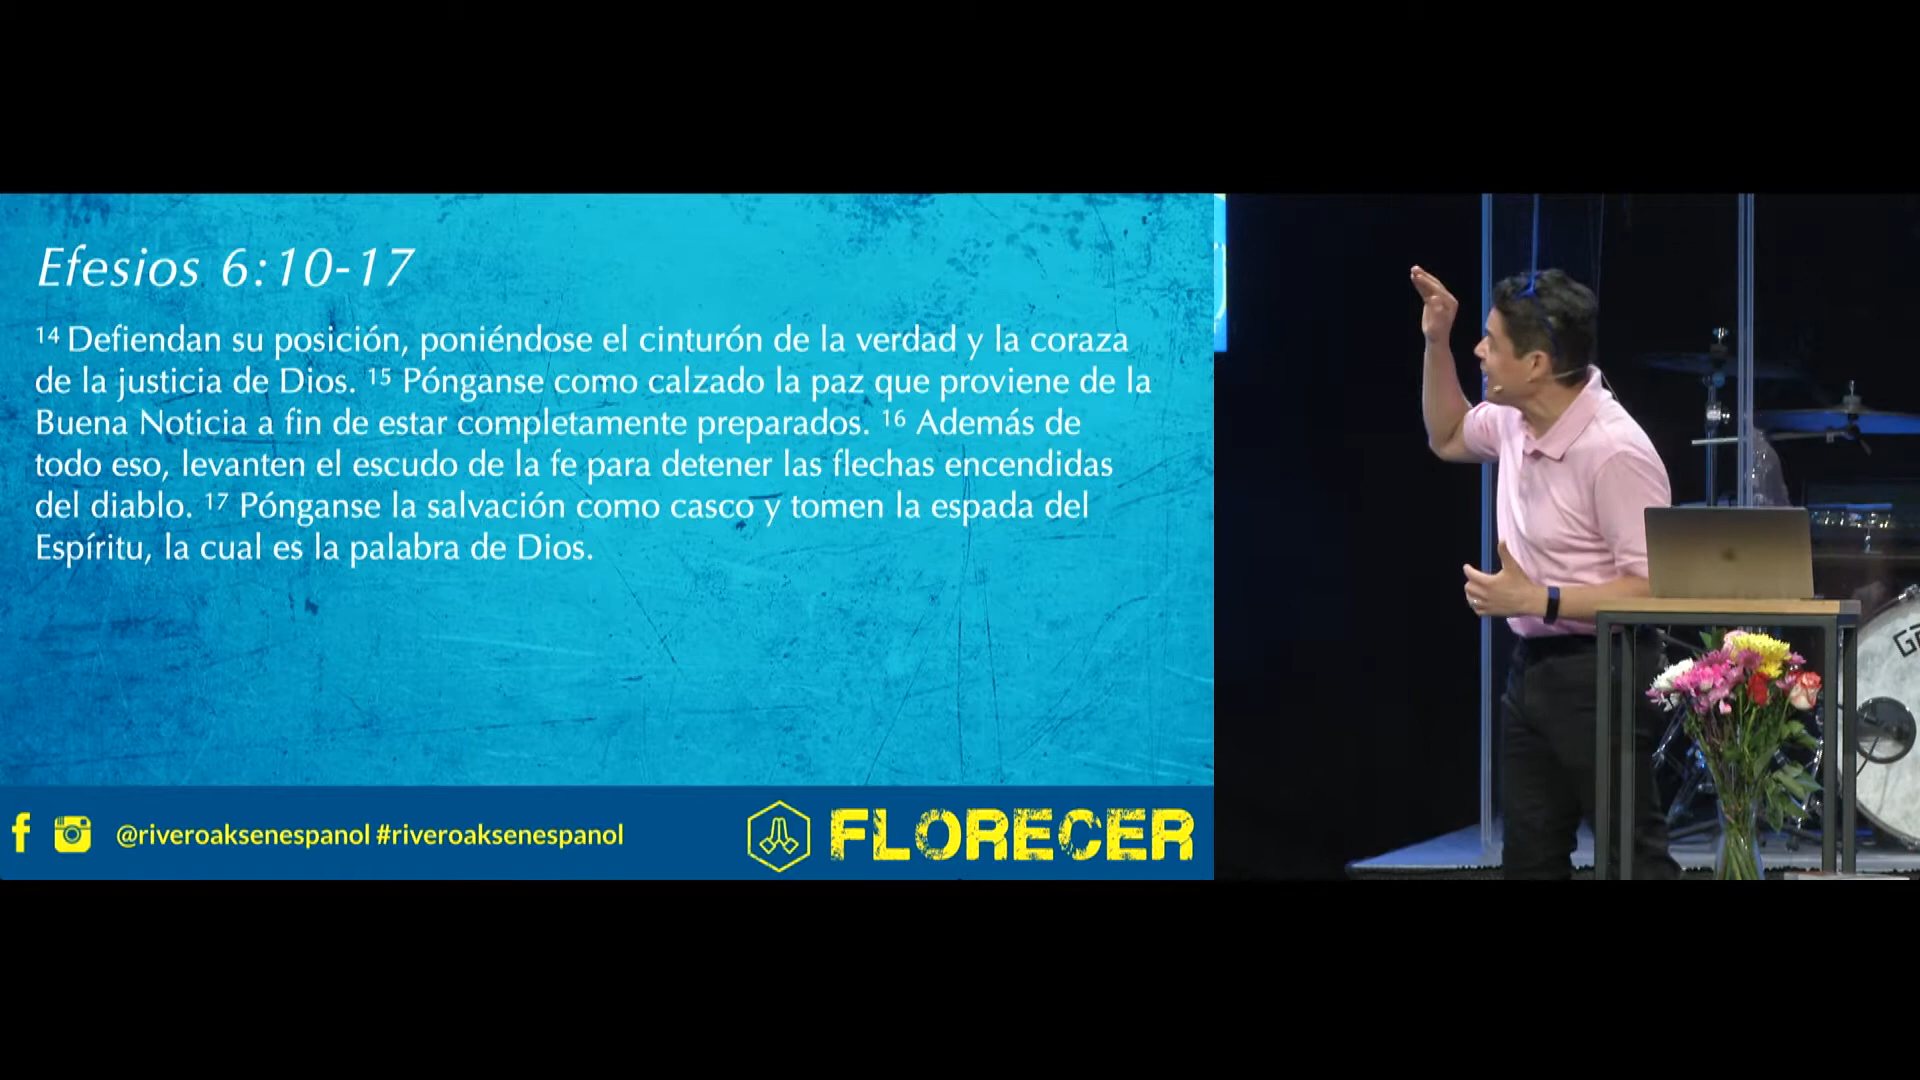 Efesios 6:10-17
14 Defiendan su posición, poniéndose el cinturón de la verdad y la coraza
de la justicia de Dios. 15 Pónganse como calzado la paz que proviene de la
Buena Noticia a fin de estar completamente preparados. 16 Además de
todo eso, levanten el escudo de la fe para detener las flechas encendidas
del diablo. 17 Pónganse la salvación como casco y tomen la espada del
Espíritu, la cual es la palabra de Dios.
@riveroaksenespanol #riveroaksenespanol
FLORECER